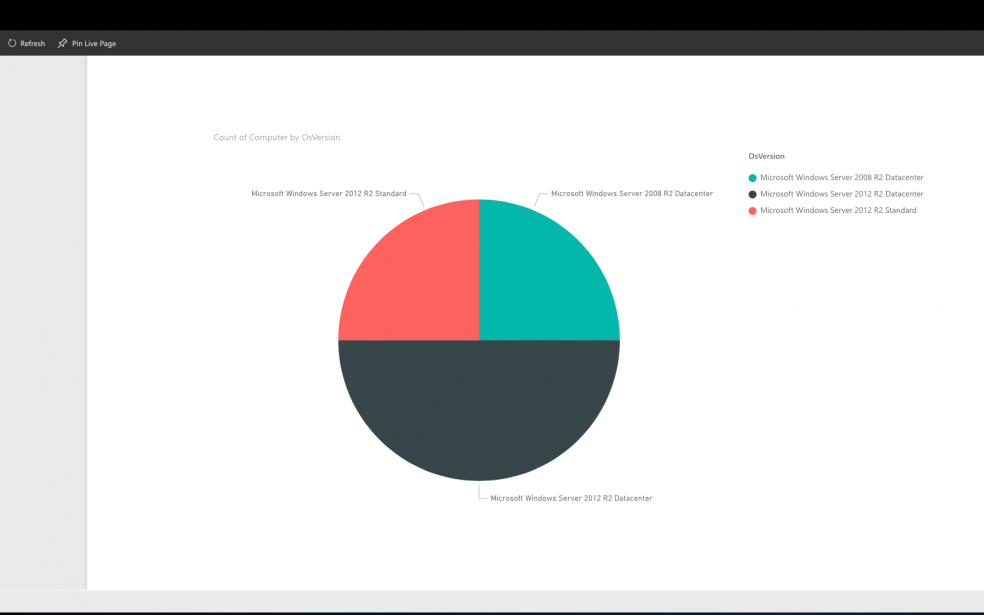 Refresh Pin Live Page
Count of Computer by OsVersion
OsVersion
Microsoft Windows Server 2008 R2 Datacenter
Microsoft Windows Server 2012 R2 Datacenter
Microsoft Windows Server 2012 R2 Standard
Microsoft Windows Server 2012 R2 Standard
Microsoft Windows Server 2008 R2 Datacenter
Microsoft Windows Server 2012 R2 Datacenter